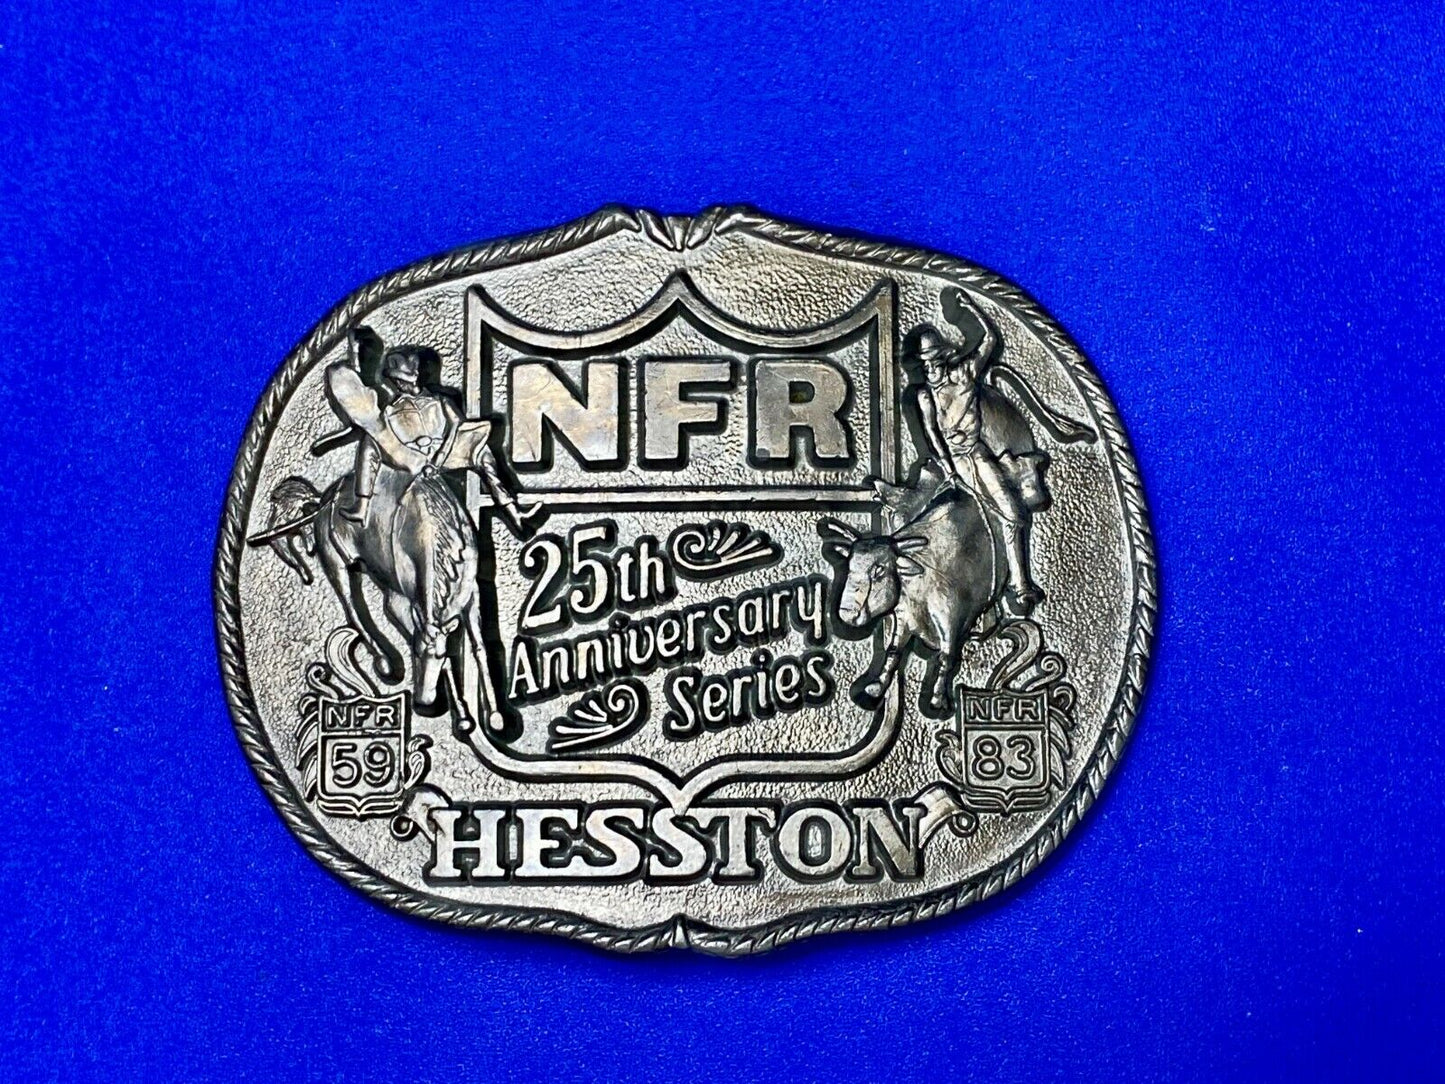 NFR
25th
Anniversary
Series
NFR
59
NFR
83
HESSTON